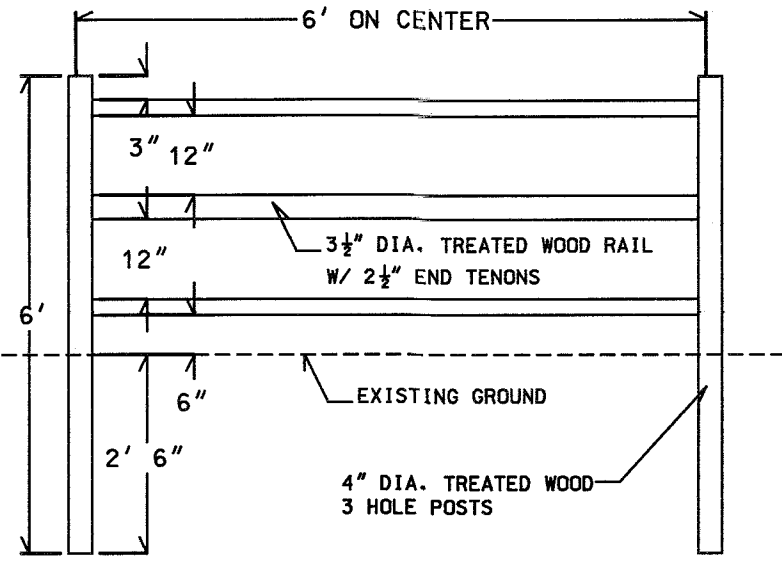 6' ON CENTER
3" 12"
3½" DIA. TREATED WOOD RAIL
12"
W/ 2½" END TENONS
6'
6"
EXISTING GROUND
2' 6"
4" DIA. TREATED WOOD
3 HOLE POSTS